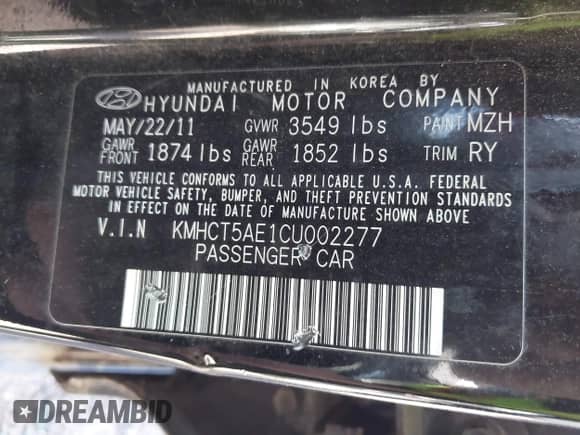 MANUFACTURED IN KOREA BY
HYUNDAI MOTOR COMPANY
MAY/22/11 GVWR 3549 lbs PAINT MZH
GAWR FRONT 1874 lbs GAWR REAR 1852 lbs TRIM RY
THIS VEHICLE CONFORMS TO ALL APPLICABLE U.S.A. FEDERAL
MOTOR VEHICLE SAFETY, BUMPER, AND THEFT PREVENTION STANDARDS
IN EFFECT ON THE DATE OF MANUFACTURE SHOWN ABOVE
V.I.N KMHCT5AE1CU002277
PASSENGER CAR
DREAMBID